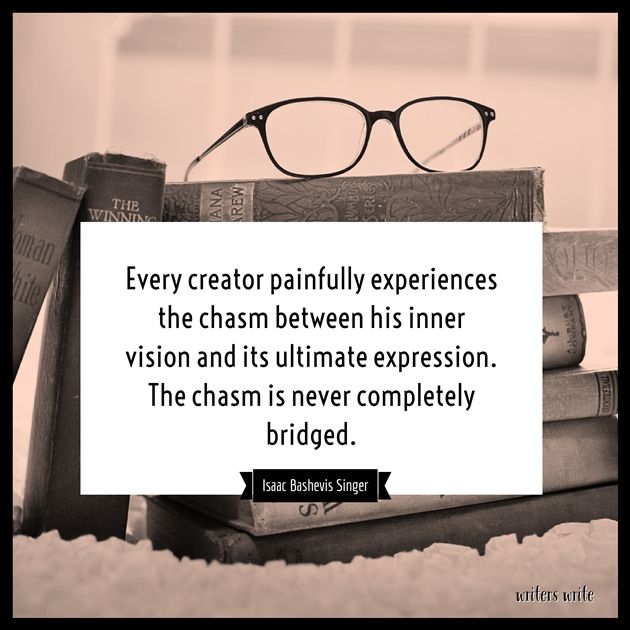 THE
WINNING
Every creator painfully experiences
the chasm between his inner
vision and its ultimate expression.
The chasm is never completely
bridged.
Isaac Bashevis Singer
writers write